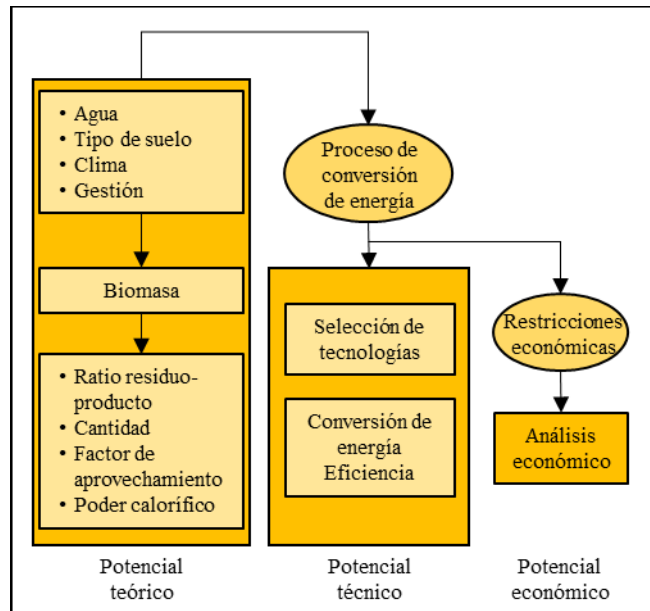 • Agua
• Tipo de suelo
• Clima
• Gestión
Biomasa
• Ratio residuo-
producto
• Cantidad
• Factor de
aprovechamiento
• Poder calorífico
Potencial
teórico
Proceso de
conversión
de energía
Selección de
tecnologías
Conversión de
energía
Eficiencia
Potencial
técnico
Restricciones
económicas
Análisis
económico
Potencial
económico